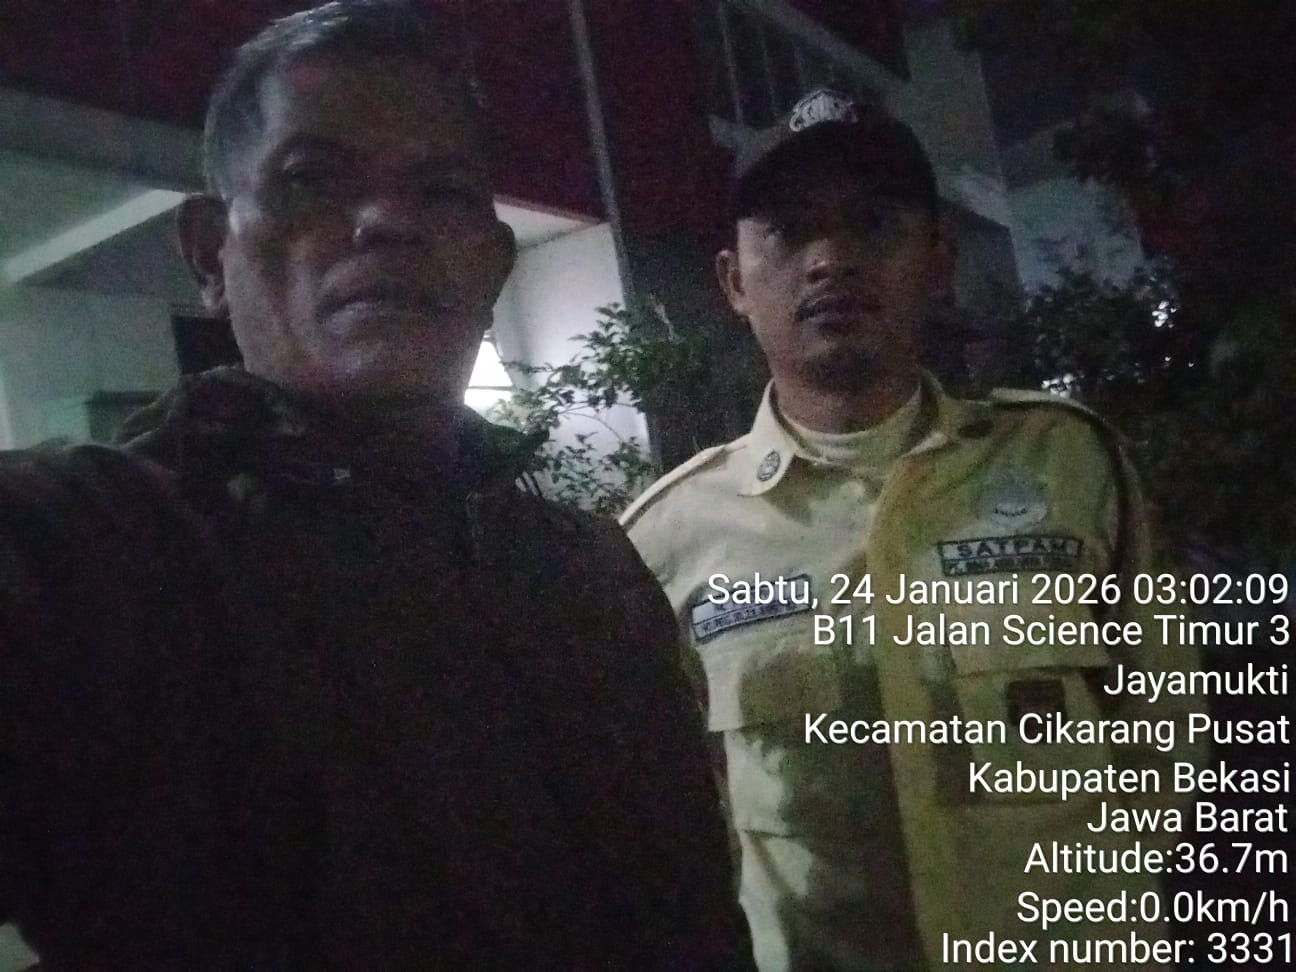 SATPAM
Sabtu, 24 Januari 2026 03:02:09
B11 Jalan Science Timur 3
Jayamukti
Kecamatan Cikarang Pusat
Kabupaten Bekasi
Jawa Barat
Altitude:36.7m
Speed:0.0km/h
Index number: 3331